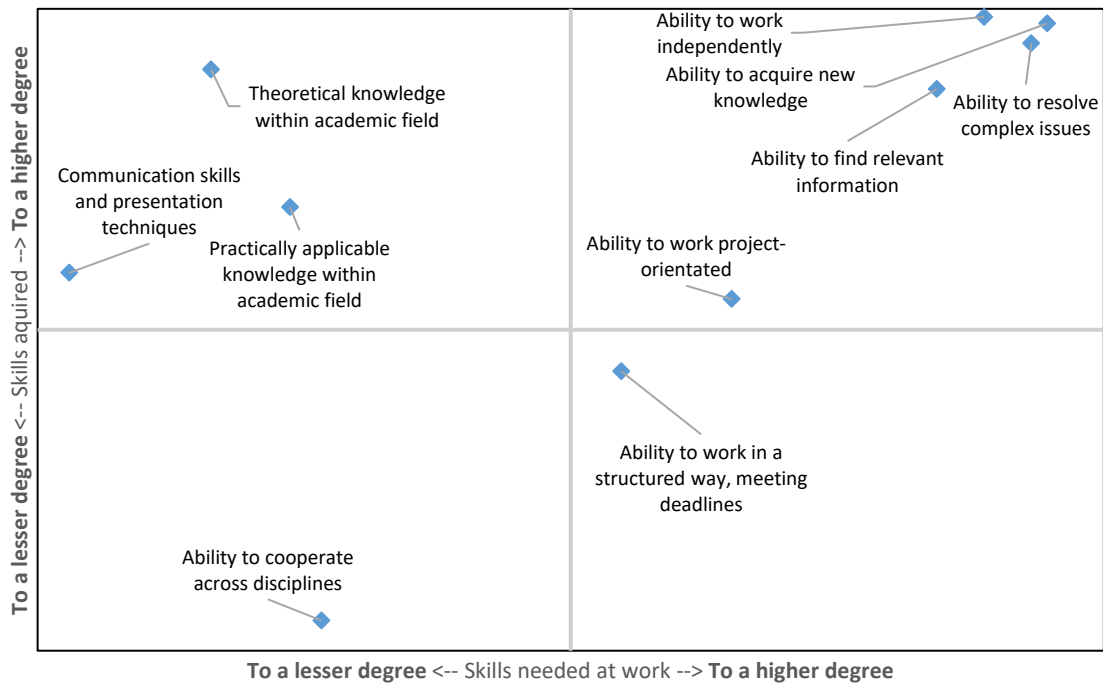 Ability to work
independently
Ability to acquire new
knowledge
Ability to resolve
complex issues
Ability to find relevant
information
Theoretical knowledge
within academic field
Communication skills
and presentation
techniques
Practically applicable
knowledge within
academic field
Ability to work project-
orientated
Ability to work in a
structured way, meeting
deadlines
Ability to cooperate
across disciplines
To a lesser degree <-- Skills aquired --> To a higher degree
To a lesser degree <-- Skills needed at work --> To a higher degree